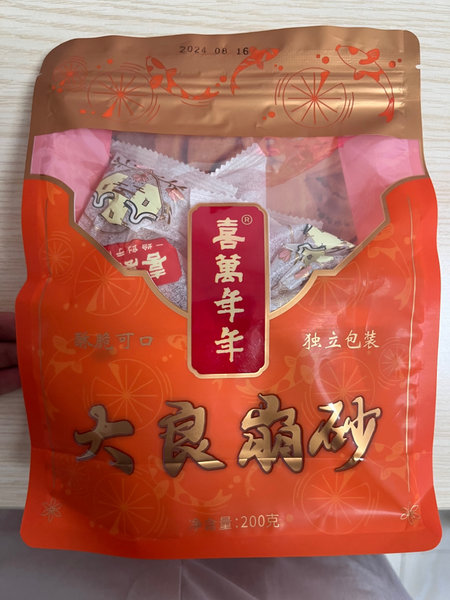 2024 08 16
喜萬年年®
酥脆可口
独立包装
大良崩砂
净含量:200克